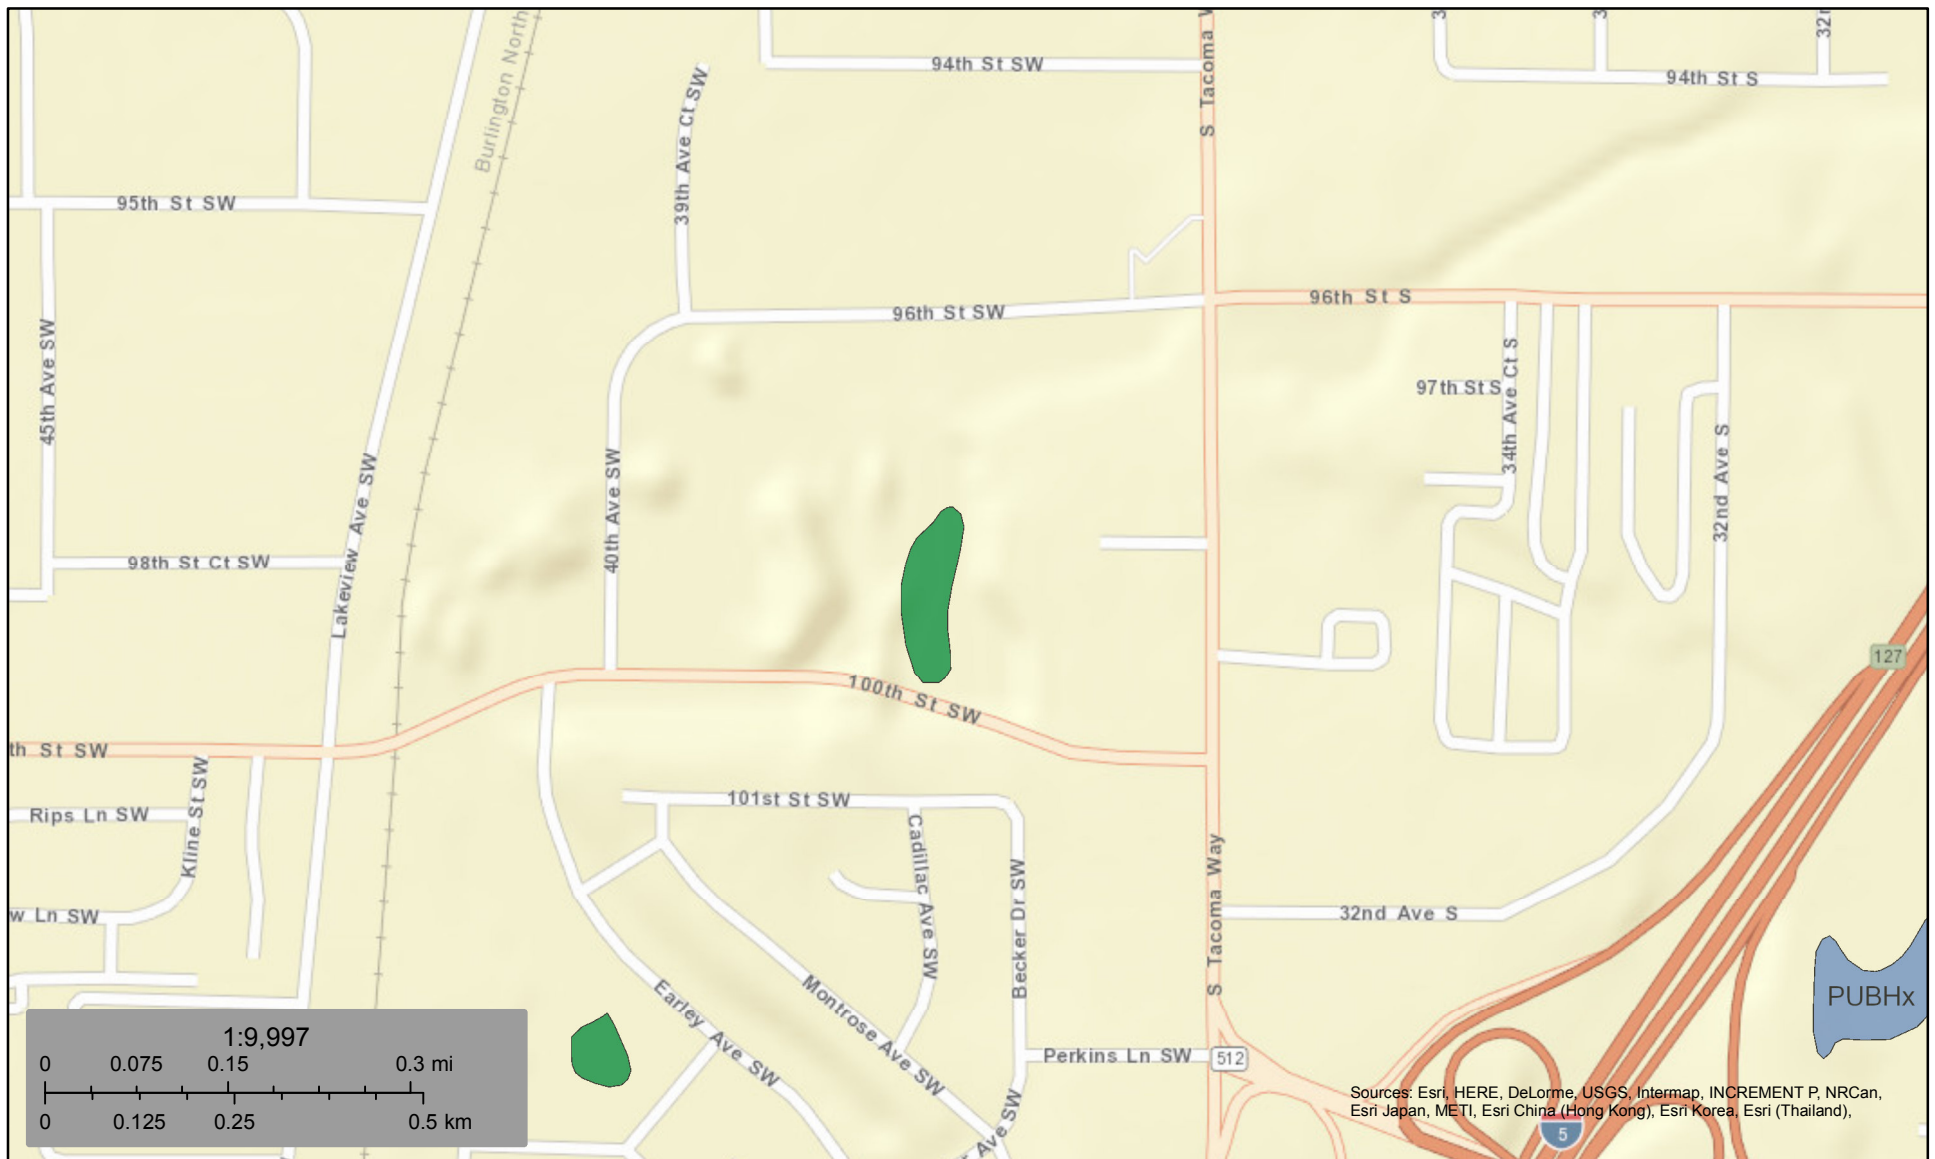 Burlington North
94th St SW
S Tacoma
94th St S
39th Ave Ct SW
95th St SW
96th St SW
96th St S
45th Ave SW
97th St S
34th Ave Ct S
32nd Ave S
Lakeview Ave SW
40th Ave SW
98th St Ct SW
127
100th St SW
th St SW
Rips Ln SW
Kline St SW
101st St SW
Cadillac Ave SW
Becker Dr SW
S Tacoma Way
w Ln SW
32nd Ave S
PUBHx
Earley Ave SW
Montrose Ave SW
Perkins Ln SW
512
Ave SW
5
1:9,997
0 0.075 0.15 0.3 mi
0 0.125 0.25 0.5 km
Sources: Esri, HERE, DeLorme, USGS, Intermap, INCREMENT P, NRCan,
Esri Japan, METI, Esri China (Hong Kong), Esri Korea, Esri (Thailand),